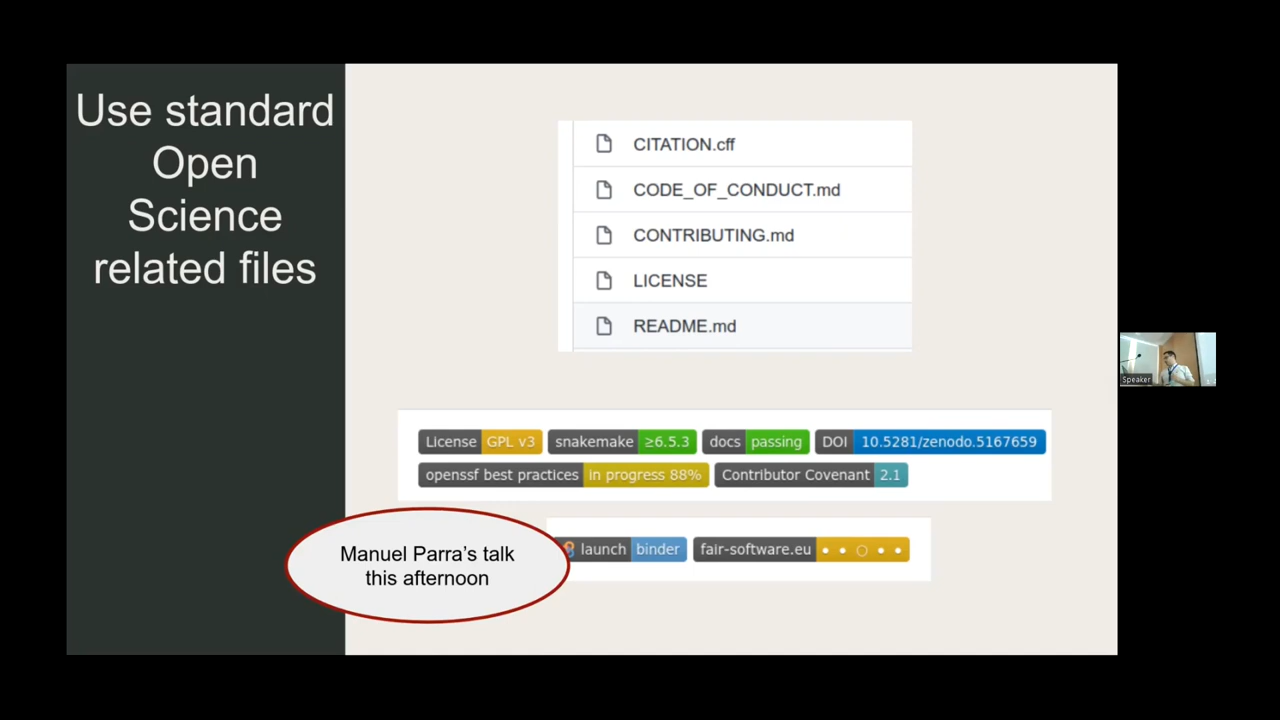 Use standard
Open
Science
related files
CITATION.cff
CODE_OF_CONDUCT.md
CONTRIBUTING.md
LICENSE
README.md
License GPL v3 snakemake ≥6.5.3 docs passing DOI 10.5281/zenodo.5167659
openssf best practices in progress 88% Contributor Covenant 2.1
launch binder fair-software.eu
Manuel Parra's talk
this afternoon
Speaker